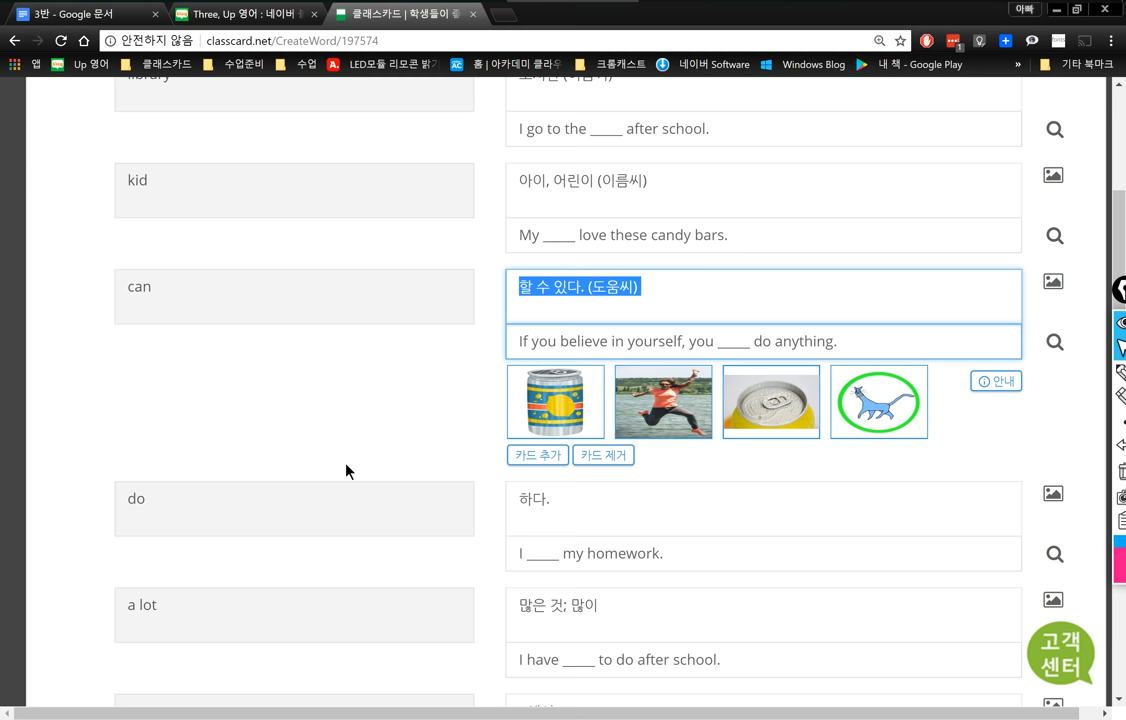 3반 - Google 문서
Three, Up 영어 : 네이버
클래스카드 | 학생들이
아빠
안전하지 않음
classcard.net/CreateWord/197574
1
앱
Up 영어
클래스카드
수업준비
수업
LED모듈 리모콘 밝기
홈 | 아카데미 클라우
크롬캐스트
네이버 Software
Windows Blog
내 책 - Google Play
»
기타 북마크
library
I go to the _____ after school.
kid
아이, 어린이 (이름씨)
My _____ love these candy bars.
can
할 수 있다. (도움씨)
If you believe in yourself, you _____ do anything.
안내
카드 추가
카드 제거
do
하다.
I _____ my homework.
a lot
많은 것; 많이
I have _____ to do after school.
고객
센터